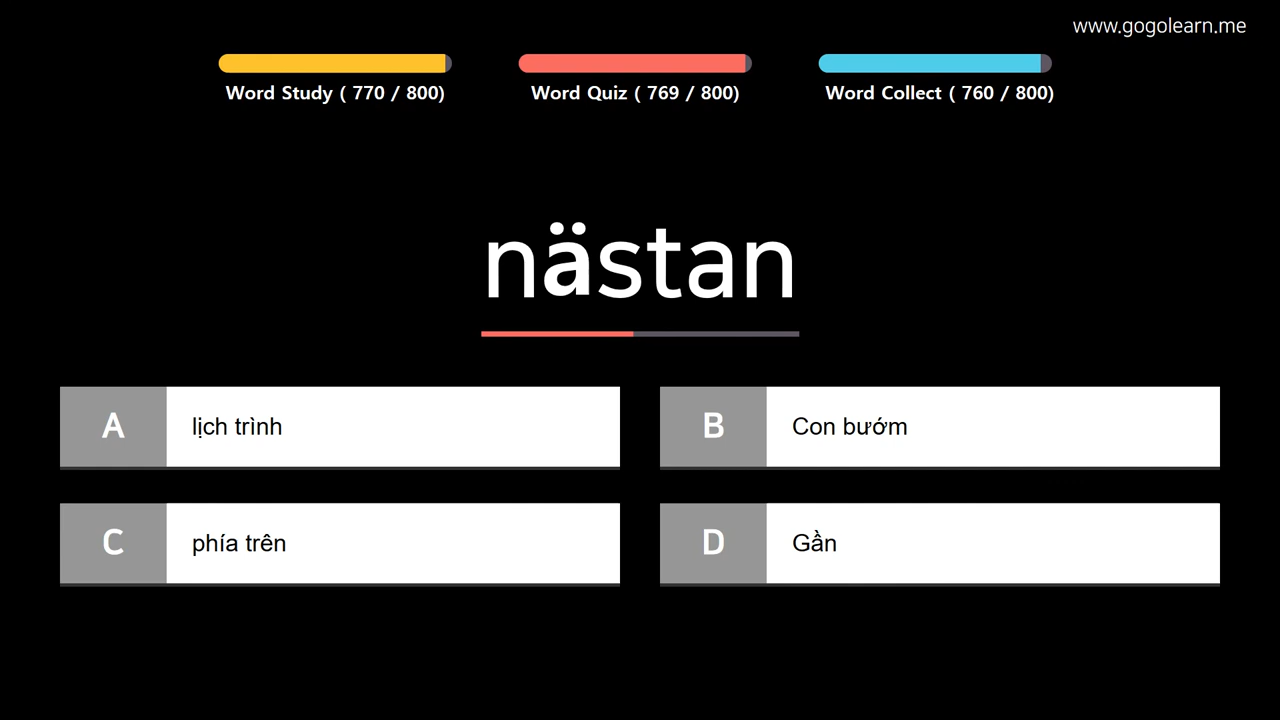 www.gogolearn.me
Word Study ( 770 / 800)
Word Quiz ( 769 / 800)
Word Collect ( 760 / 800)
nästan
A
lịch trình
B
Con bướm
C
phía trên
D
Gần